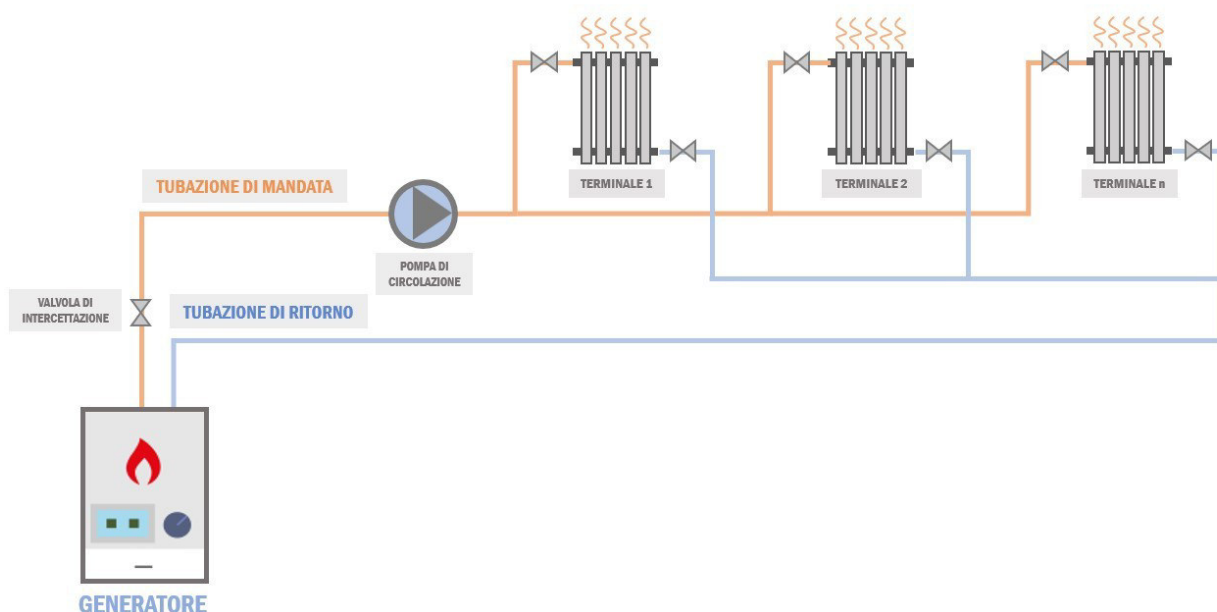 TERMINALE 1
TERMINALE 2
TERMINALE n
TUBAZIONE DI MANDATA
POMPA DI
CIRCOLAZIONE
VALVOLA DI
INTERCETTAZIONE
TUBAZIONE DI RITORNO
GENERATORE